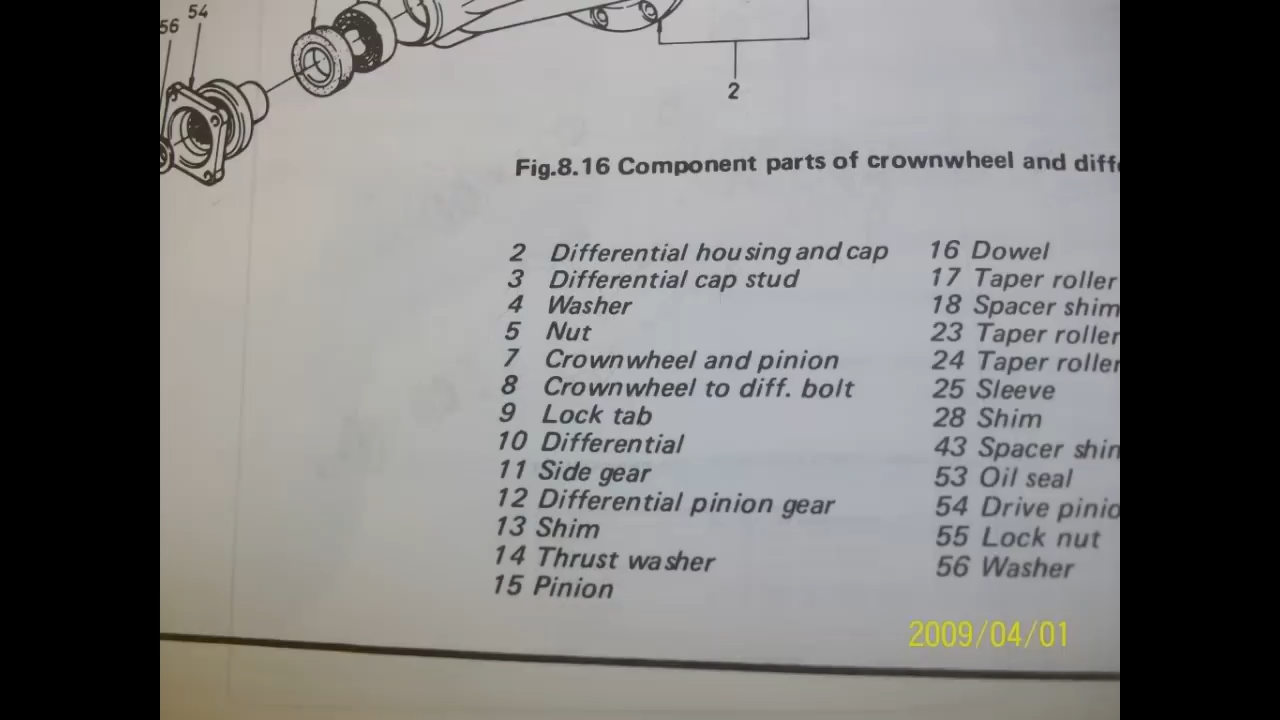 56 54
2
Fig.8.16 Component parts of crownwheel and diff
2 Differential housing and cap
3 Differential cap stud
4 Washer
5 Nut
7 Crownwheel and pinion
8 Crownwheel to diff. bolt
9 Lock tab
10 Differential
11 Side gear
12 Differential pinion gear
13 Shim
14 Thrust washer
15 Pinion
16 Dowel
17 Taper roller
18 Spacer shim
23 Taper roller
24 Taper roller
25 Sleeve
28 Shim
43 Spacer shim
53 Oil seal
54 Drive pinio
55 Lock nut
56 Washer
2009/04/01